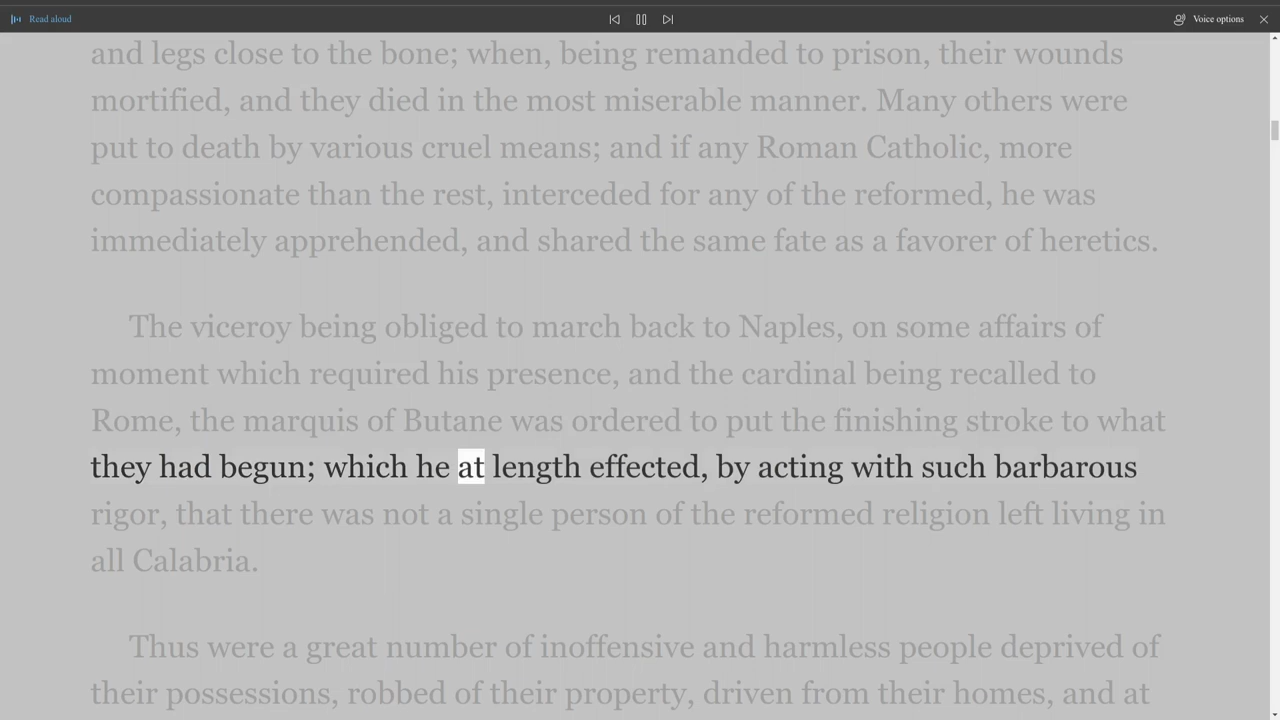 Read aloud
Voice options
and legs close to the bone; when, being remanded to prison, their wounds
mortified, and they died in the most miserable manner. Many others were
put to death by various cruel means; and if any Roman Catholic, more
compassionate than the rest, interceded for any of the reformed, he was
immediately apprehended, and shared the same fate as a favorer of heretics.
The viceroy being obliged to march back to Naples, on some affairs of
moment which required his presence, and the cardinal being recalled to
Rome, the marquis of Butane was ordered to put the finishing stroke to what
they had begun; which he at length effected, by acting with such barbarous
rigor, that there was not a single person of the reformed religion left living in
all Calabria.
Thus were a great number of inoffensive and harmless people deprived of
their possessions, robbed of their property, driven from their homes, and at